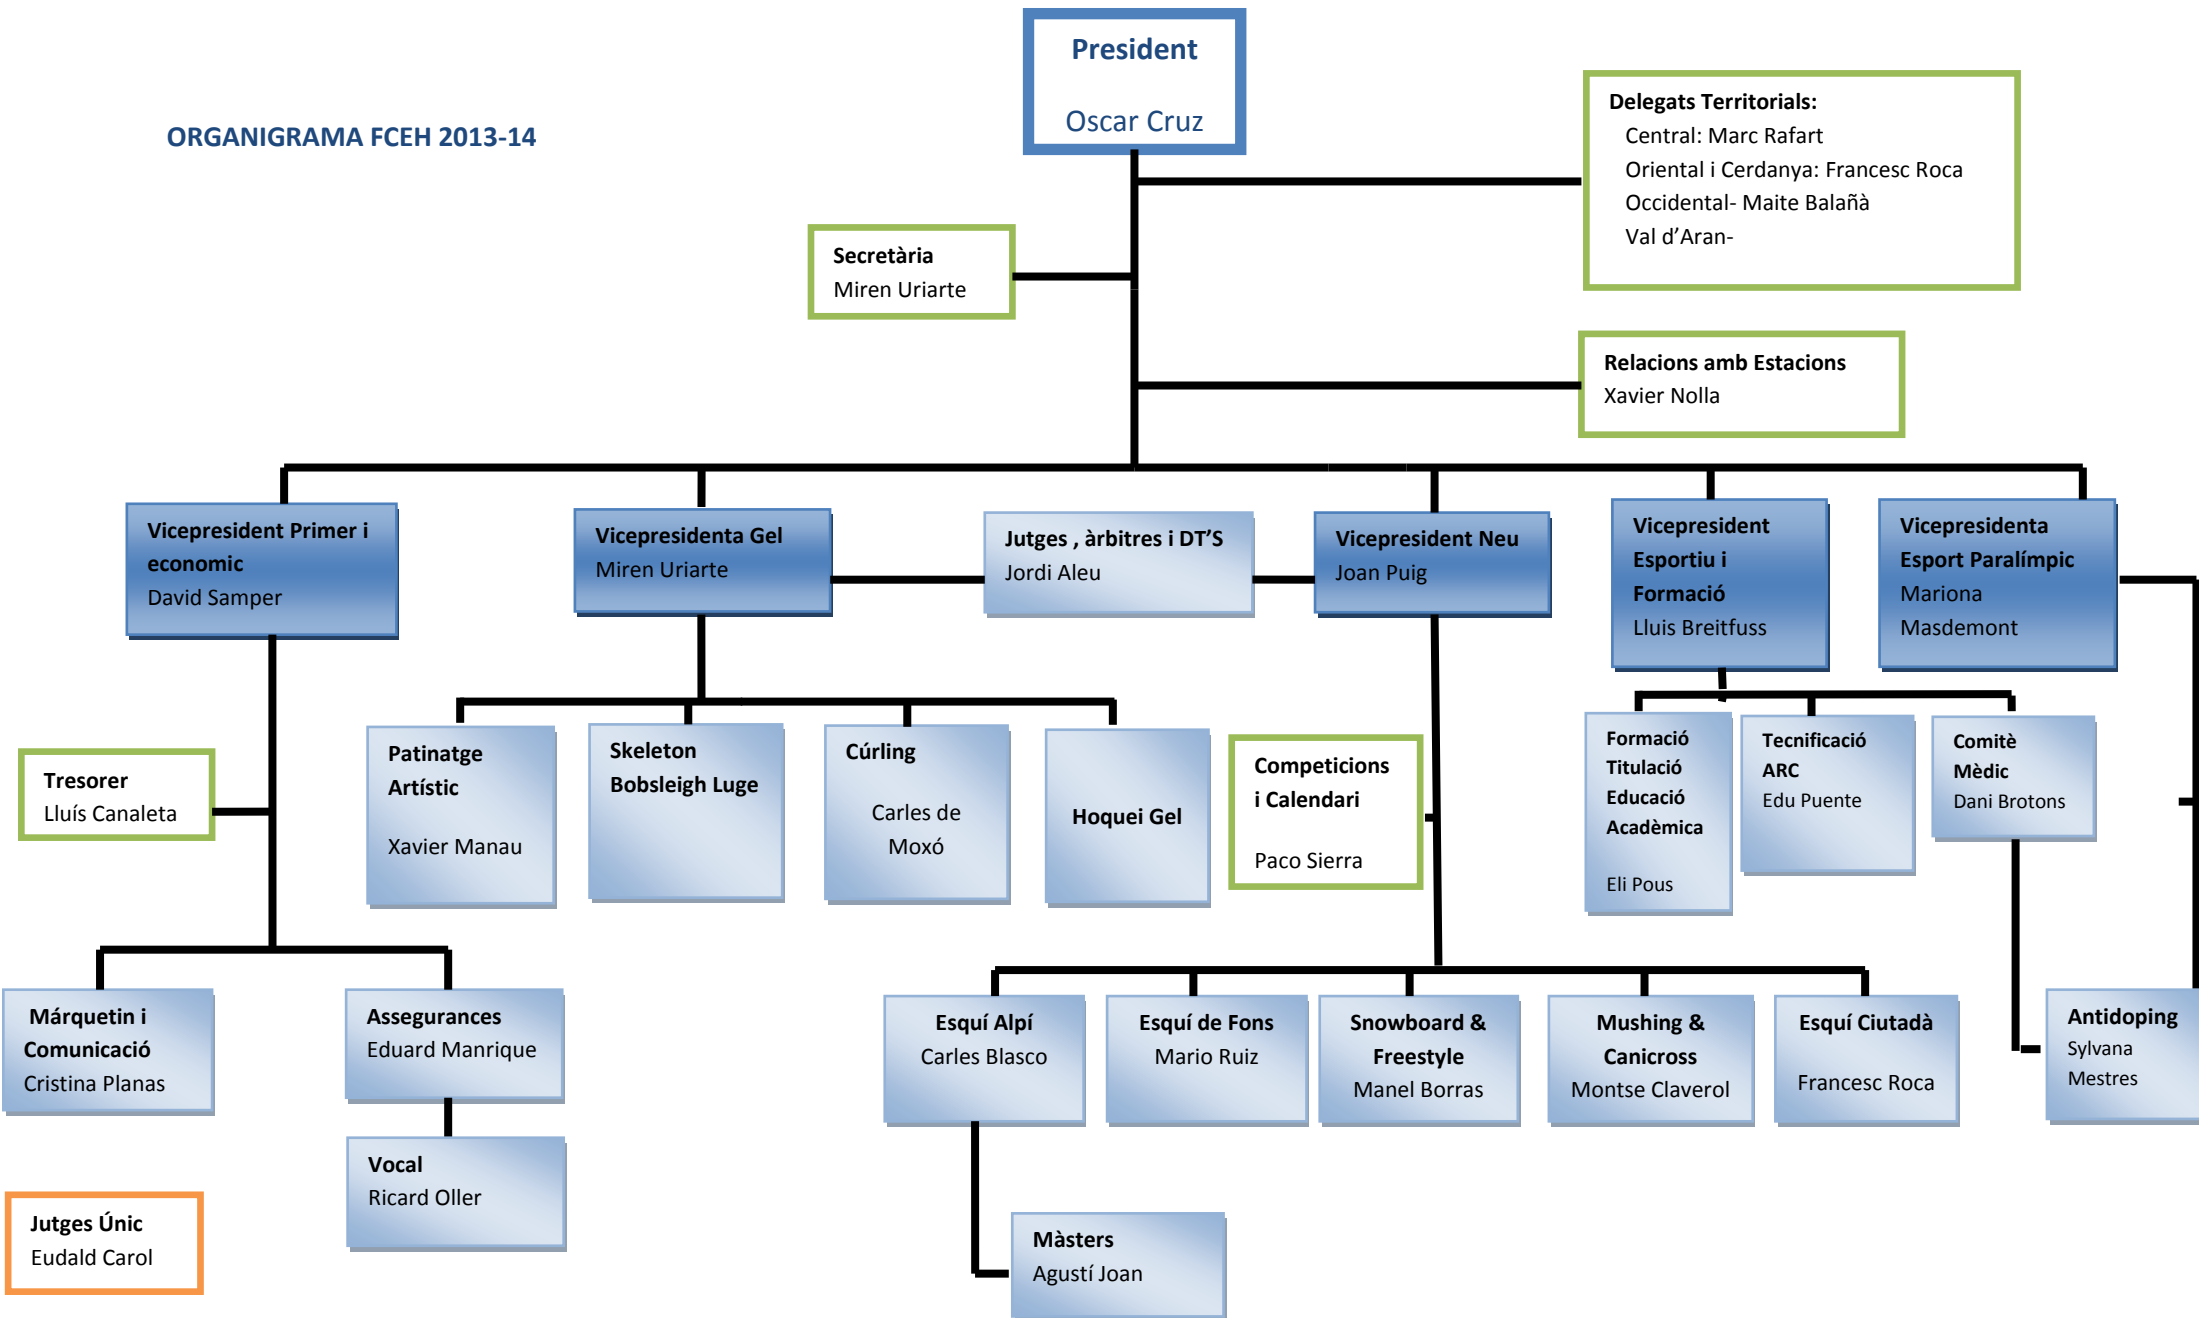 President
Oscar Cruz
ORGANIGRAMA FCEH 2013-14
Delegats Territorials:
Central: Marc Rafart
Oriental i Cerdanya: Francesc Roca
Occidental- Maite Balañà
Val d’Aran-
Secretària
Miren Uriarte
Relacions amb Estacions
Xavier Nolla
Vicepresident Primer i
economic
David Samper
Vicepresidenta Gel
Miren Uriarte
Jutges , àrbitres i DT’S
Jordi Aleu
Vicepresident Neu
Joan Puig
Vicepresident
Esportiu i
Formació
Lluis Breitfuss
Vicepresidenta
Esport Paralímpic
Mariona
Masdemont
Tresorer
Lluís Canaleta
Patinatge
Artístic
Xavier Manau
Skeleton
Bobsleigh Luge
Cúrling
Carles de
Moxó
Hoquei Gel
Competicions
i Calendari
Paco Sierra
Formació
Titulació
Educació
Acadèmica
Eli Pous
Tecnificació
ARC
Edu Puente
Comitè
Mèdic
Dani Brotons
Márquetin i
Comunicació
Cristina Planas
Assegurances
Eduard Manrique
Esquí Alpí
Carles Blasco
Esquí de Fons
Mario Ruiz
Snowboard &
Freestyle
Manel Borras
Mushing &
Canicross
Montse Claverol
Esquí Ciutadà
Francesc Roca
Antidoping
Sylvana
Mestres
Vocal
Ricard Oller
Jutges Únic
Eudald Carol
Màsters
Agustí Joan